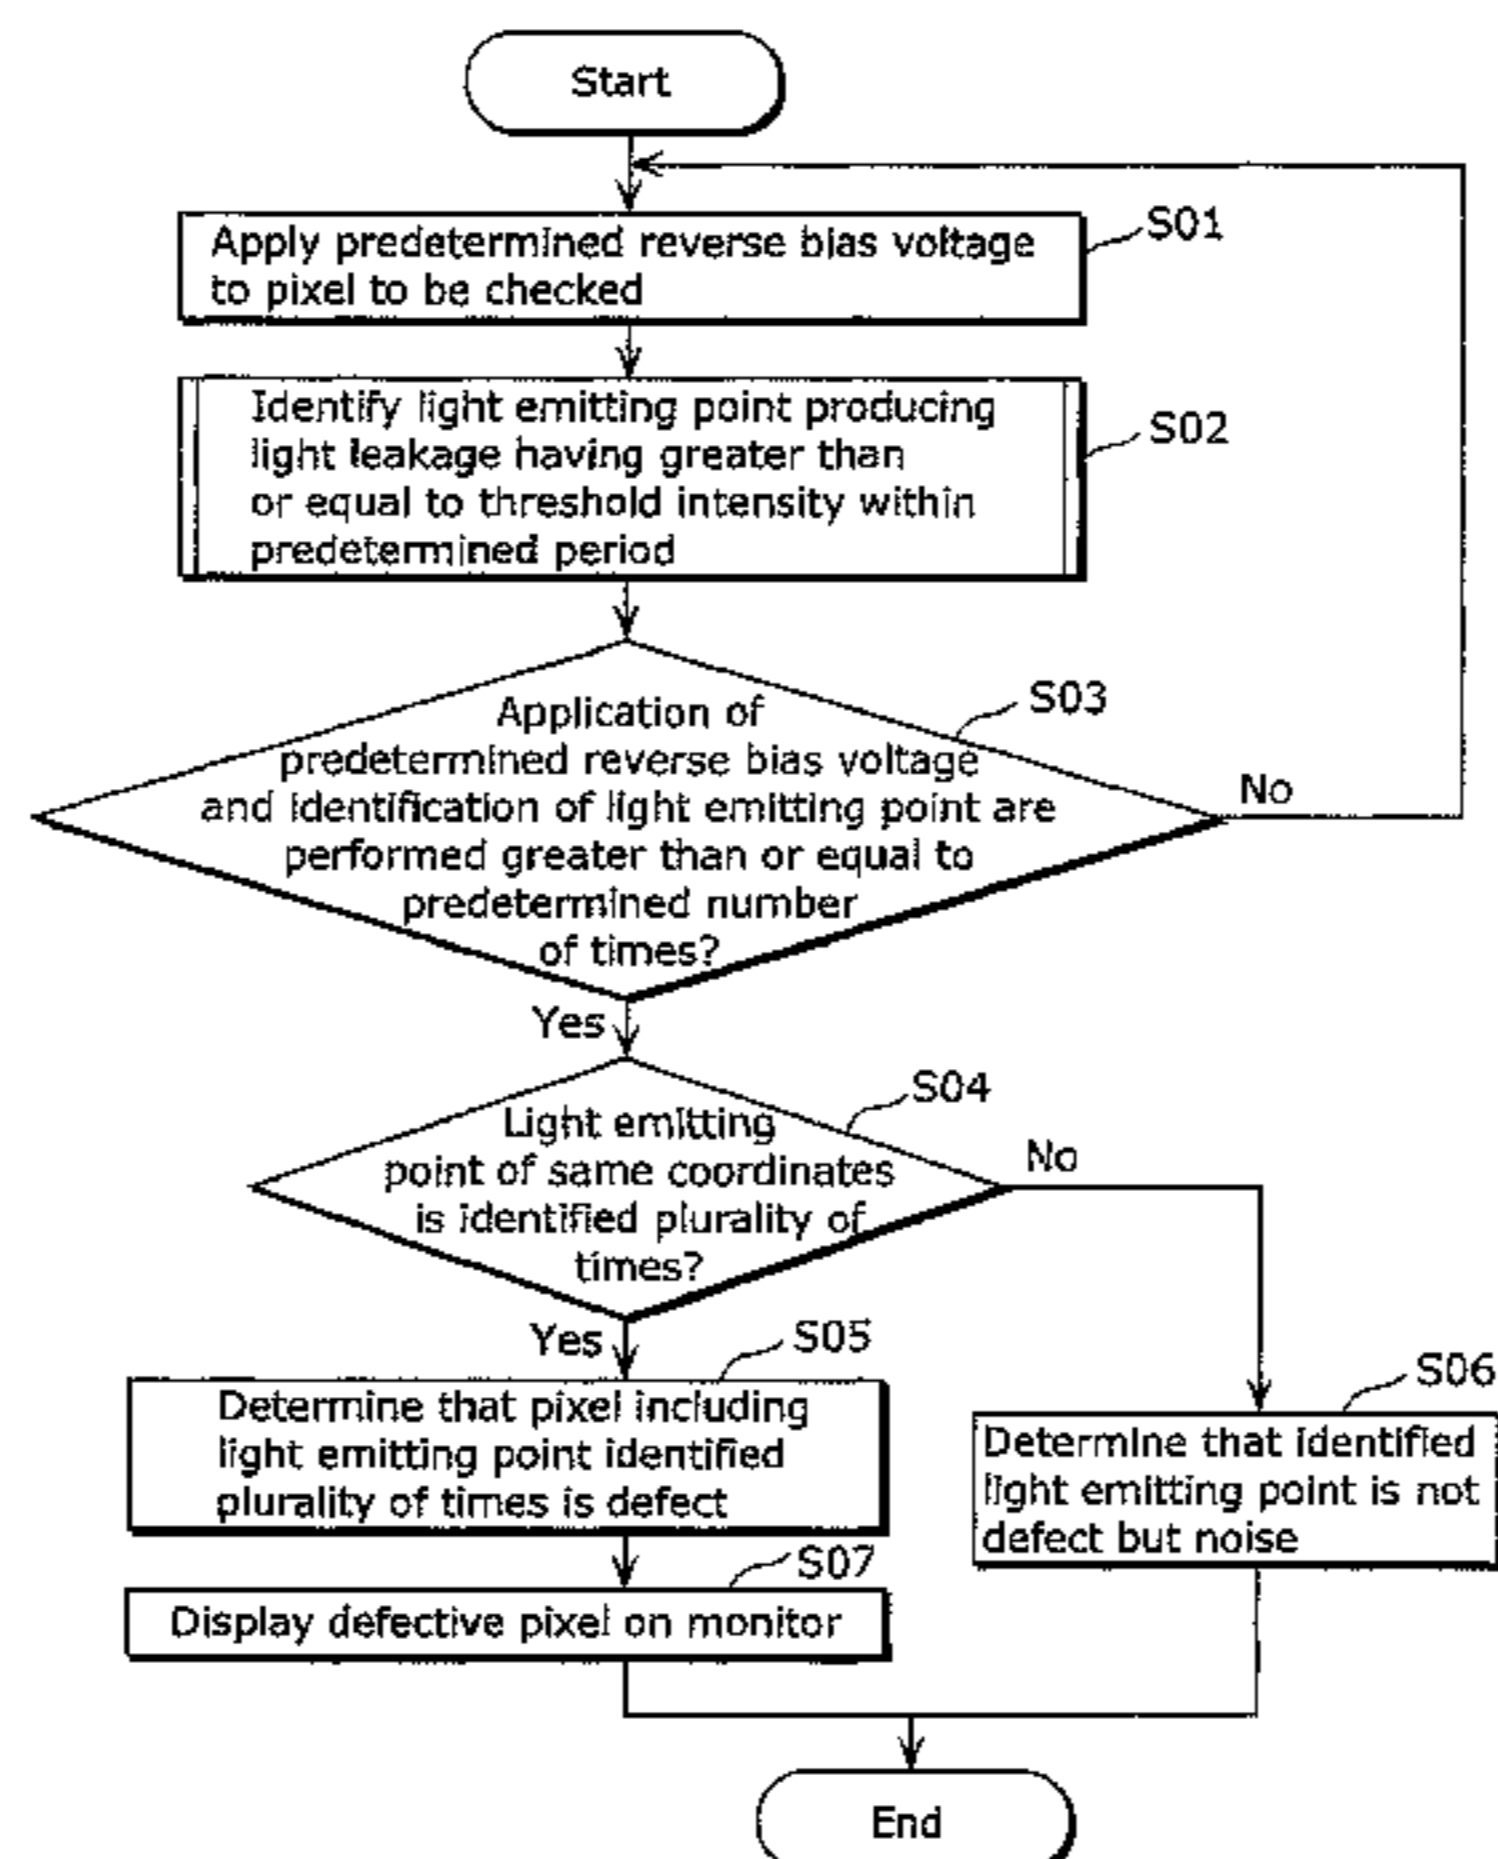 Start
S01
Apply predetermined reverse bias voltage
to pixel to be checked
S02
Identify light emitting point producing
light leakage having greater than
or equal to threshold intensity within
predetermined period
S03
Application of
predetermined reverse bias voltage
and identification of light emitting point are
performed greater than or equal to
predetermined number
of times?
No
Yes
S04
Light emitting
point of same coordinates
is identified plurality of
times?
No
Yes
S05
Determine that pixel including
light emitting point identified
plurality of times is defect
S06
Determine that identified
light emitting point is not
defect but noise
S07
Display defective pixel on monitor
End